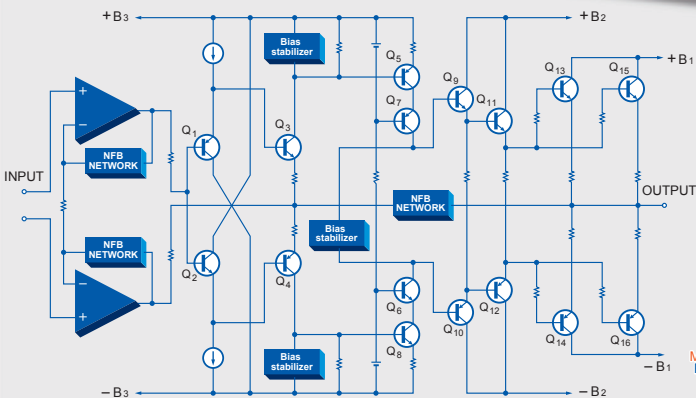 +B3
+B2
Bias stabilizer
Q5
Q9
Q13
Q15
+B1
Q7
Q11
+
−
Q1
Q3
NFB NETWORK
INPUT
NFB NETWORK
OUTPUT
Bias stabilizer
NFB NETWORK
Q2
Q4
−
+
Q6
Q12
Q10
Q8
Q14
Q16
Bias stabilizer
−B1
−B3
−B2